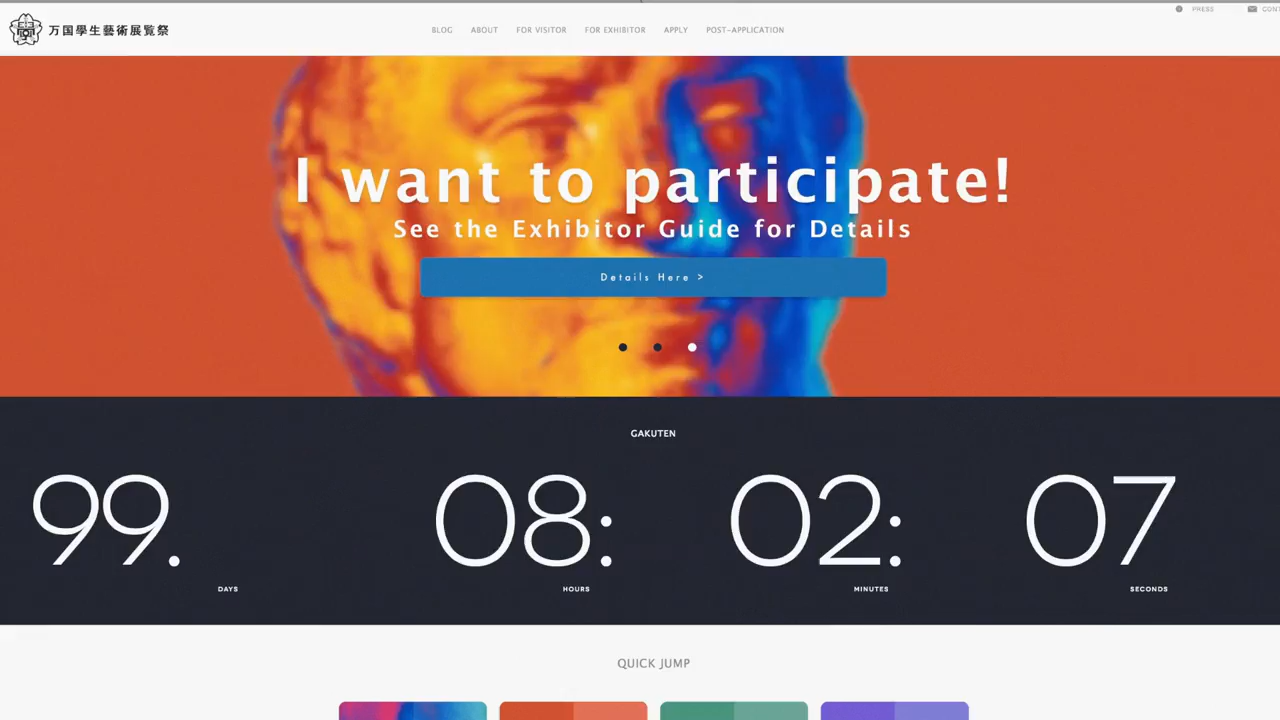 PRESS
万国學生藝術展覧祭
BLOG ABOUT FOR VISITOR FOR EXHIBITOR APPLY POST-APPLICATION
I want to participate!
See the Exhibitor Guide for Details
Details Here >
GAKUTEN
99. 08: 02: 07
DAYS HOURS MINUTES SECONDS
QUICK JUMP